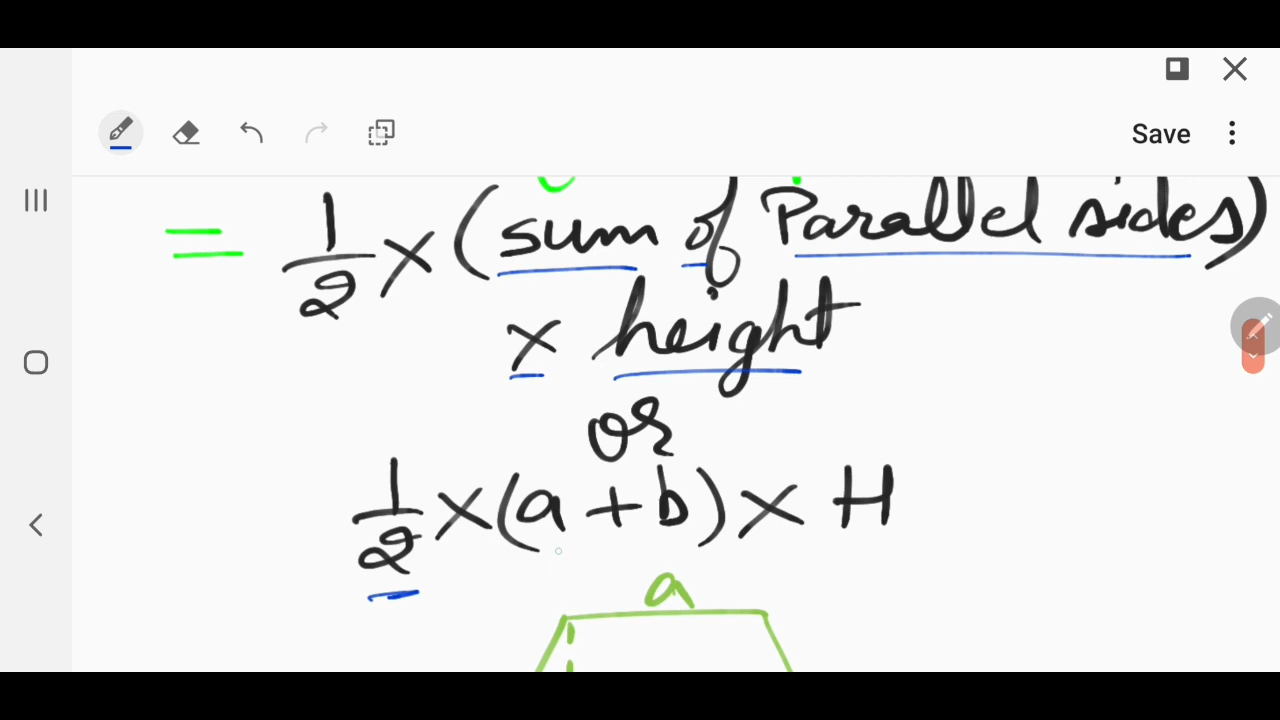 Save
= 1/2 × (sum of Parallel sides)
× height
or
1/2 × (a + b) × H
a